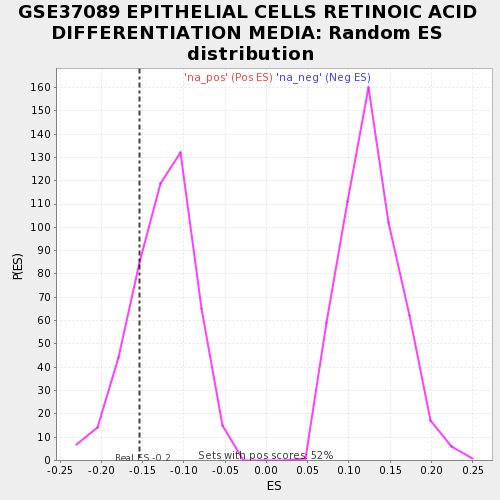 GSE37089 EPITHELIAL CELLS RETINOIC ACID
DIFFERENTIATION MEDIA: Random ES
distribution
'na_pos' (Pos ES) 'na_neg' (Neg ES)
160
150
140
130
120
110
100
90
80
70
60
50
40
30
20
10
0
P(ES)
Real ES -0.2
Sets with pos scores: 52%
-0.25 -0.20 -0.15 -0.10 -0.05 0.00 0.05 0.10 0.15 0.20 0.25
ES